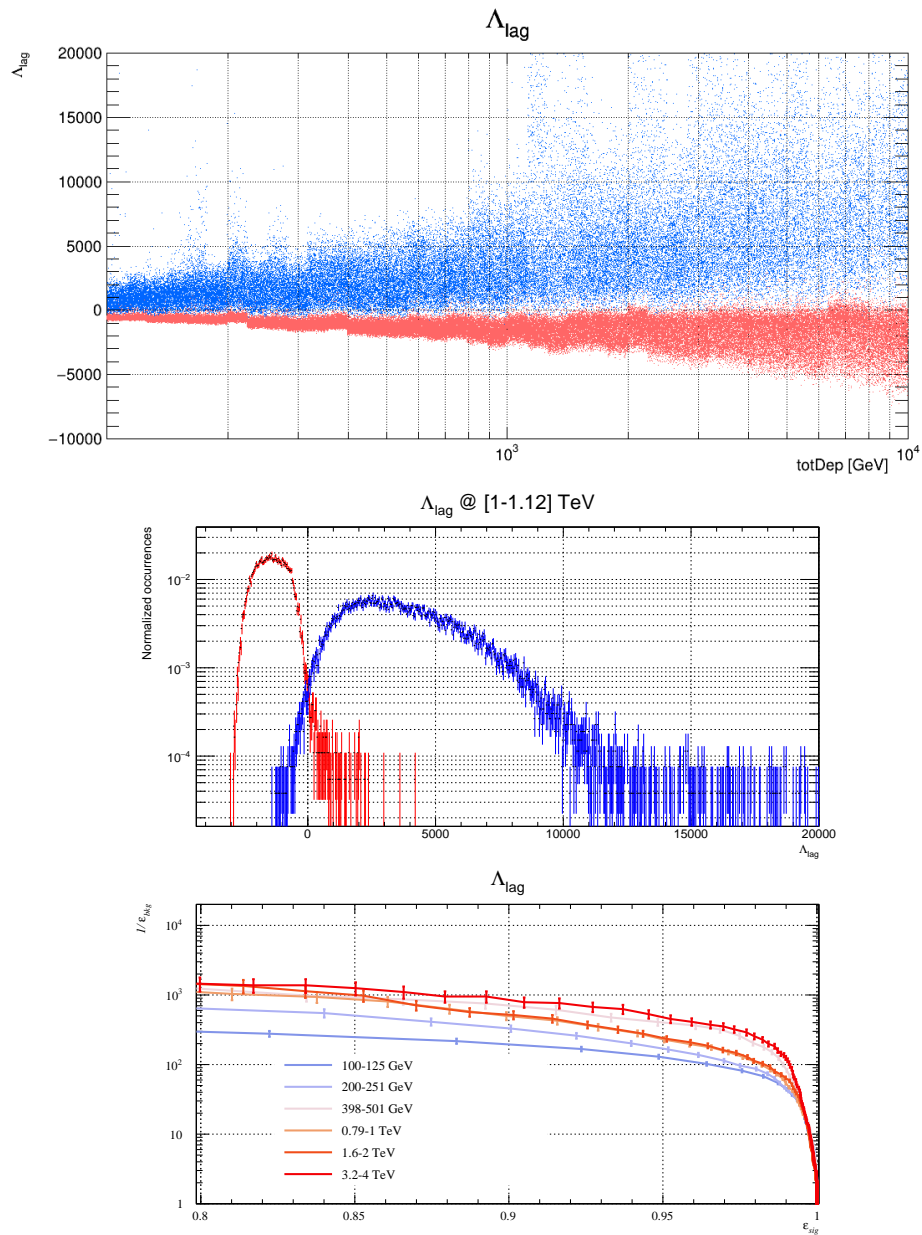 Λlag
Λlag
20000
15000
10000
5000
0
−5000
−10000
10³
10⁴
totDep [GeV]
Λlag @ [1-1.12] TeV
Normalized occurrences
10−2
10−3
10−4
0
5000
10000
15000
20000
Λlag
Λlag
1/εbkg
10⁴
10³
10²
10
1
100-125 GeV
200-251 GeV
398-501 GeV
0.79-1 TeV
1.6-2 TeV
3.2-4 TeV
0.8
0.85
0.9
0.95
1
εsig